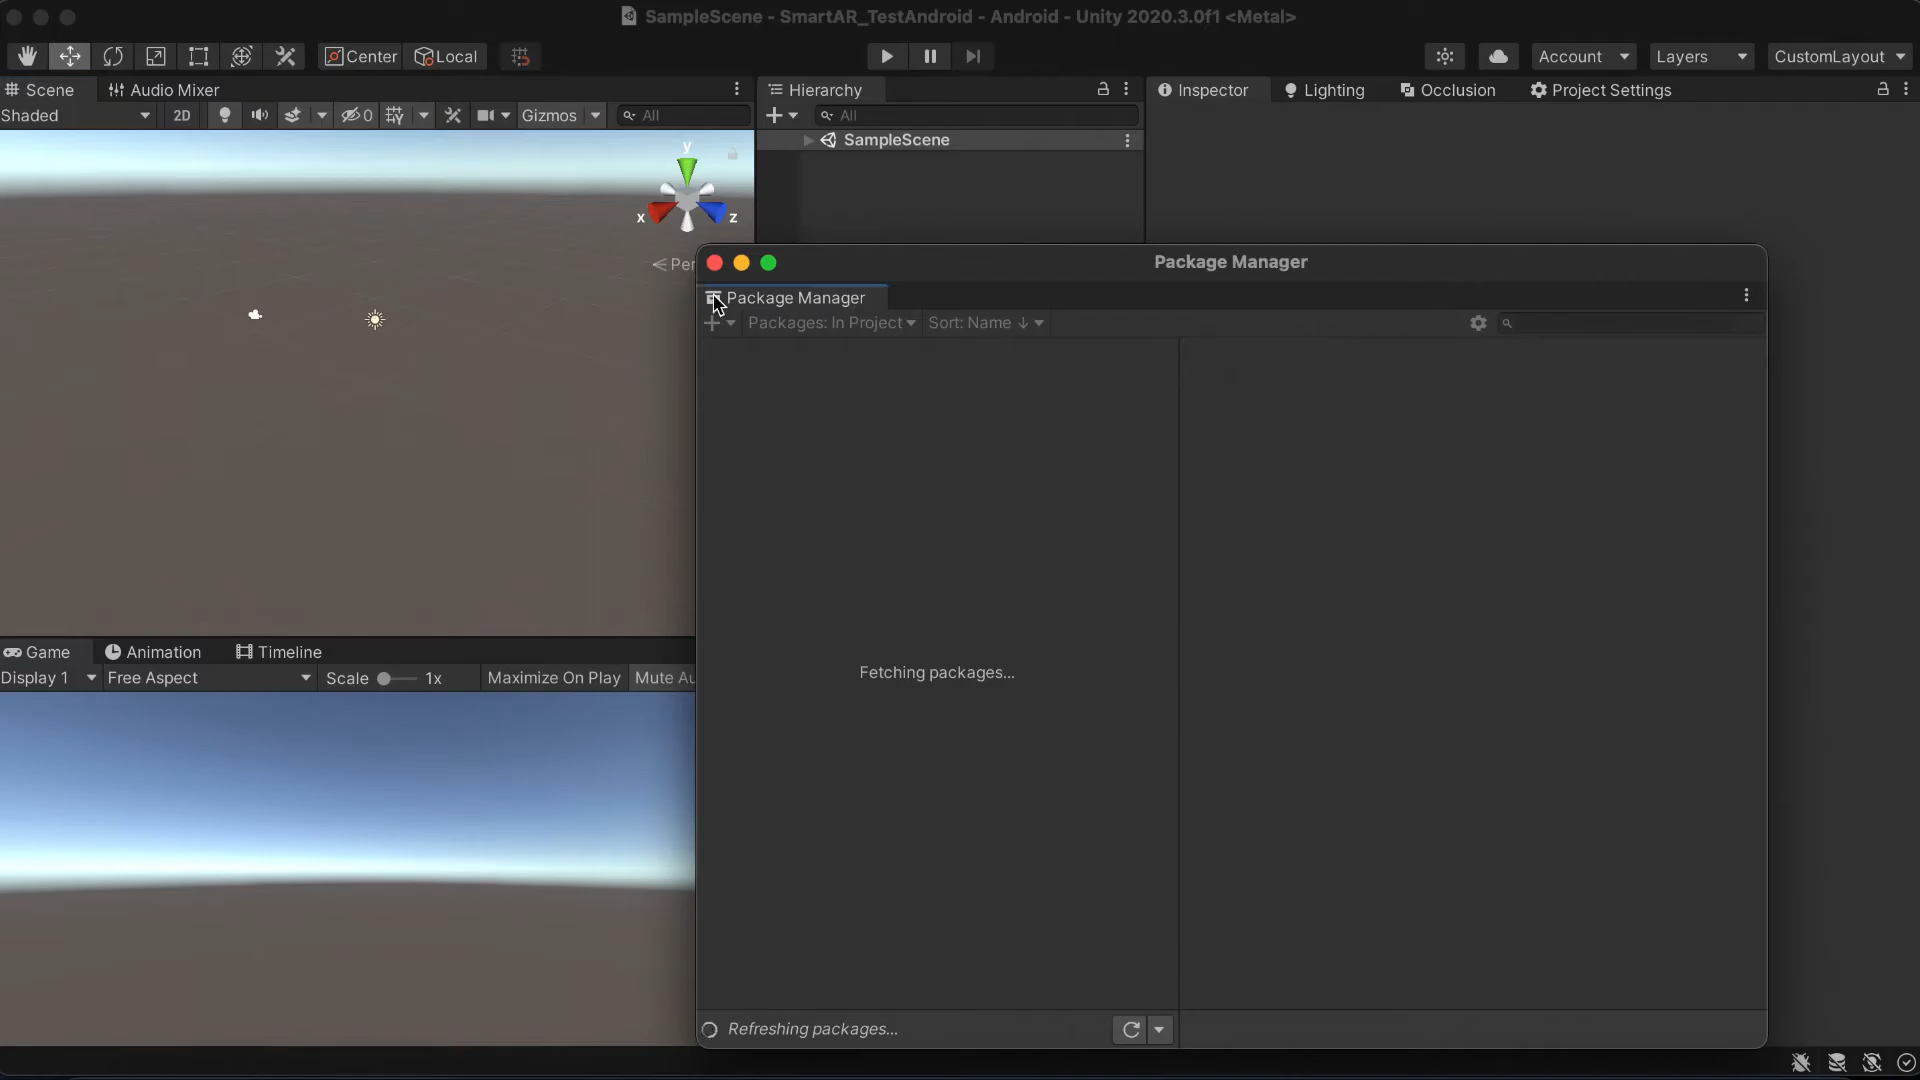 SampleScene - SmartAR_TestAndroid - Android - Unity 2020.3.0f1 <Metal>
Center Local Account Layers CustomLayout
Scene Audio Mixer Hierarchy Inspector Lighting Occlusion Project Settings
Shaded 2D 0 Gizmos All All
SampleScene
y
x z
Per
Package Manager
Package Manager
Packages: In Project Sort: Name ↓
Fetching packages...
Game Animation Timeline
Display 1 Free Aspect Scale 1x Maximize On Play Mute Au
Refreshing packages...